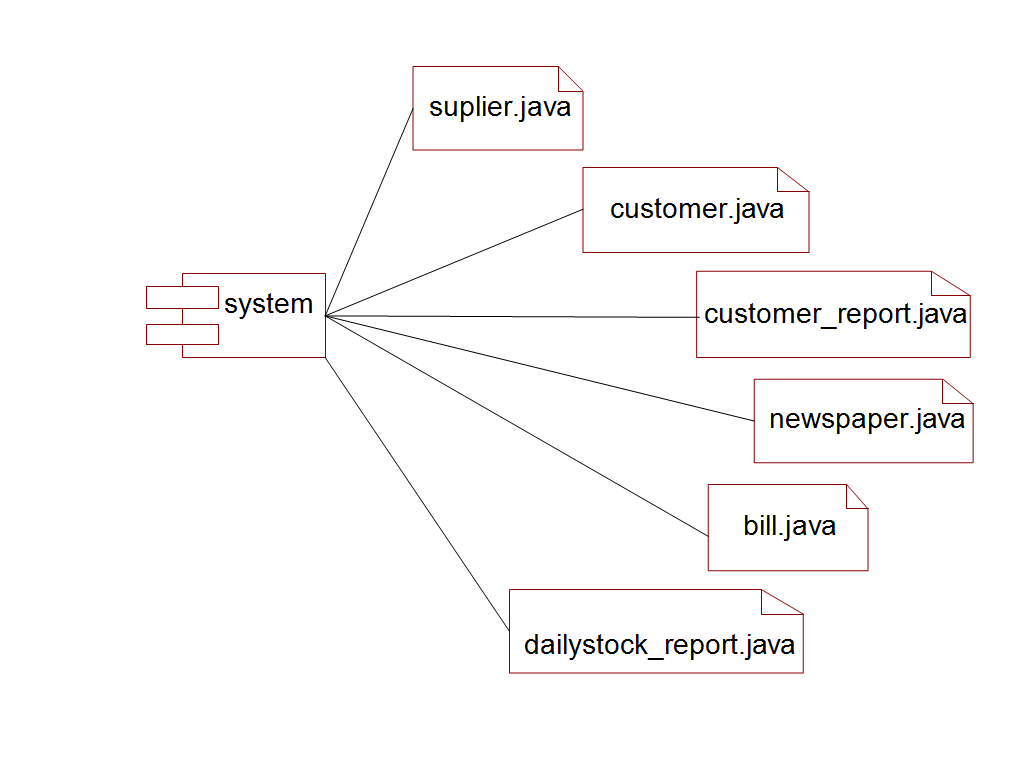 suplier.java
customer.java
system
customer_report.java
newspaper.java
bill.java
dailystock_report.java